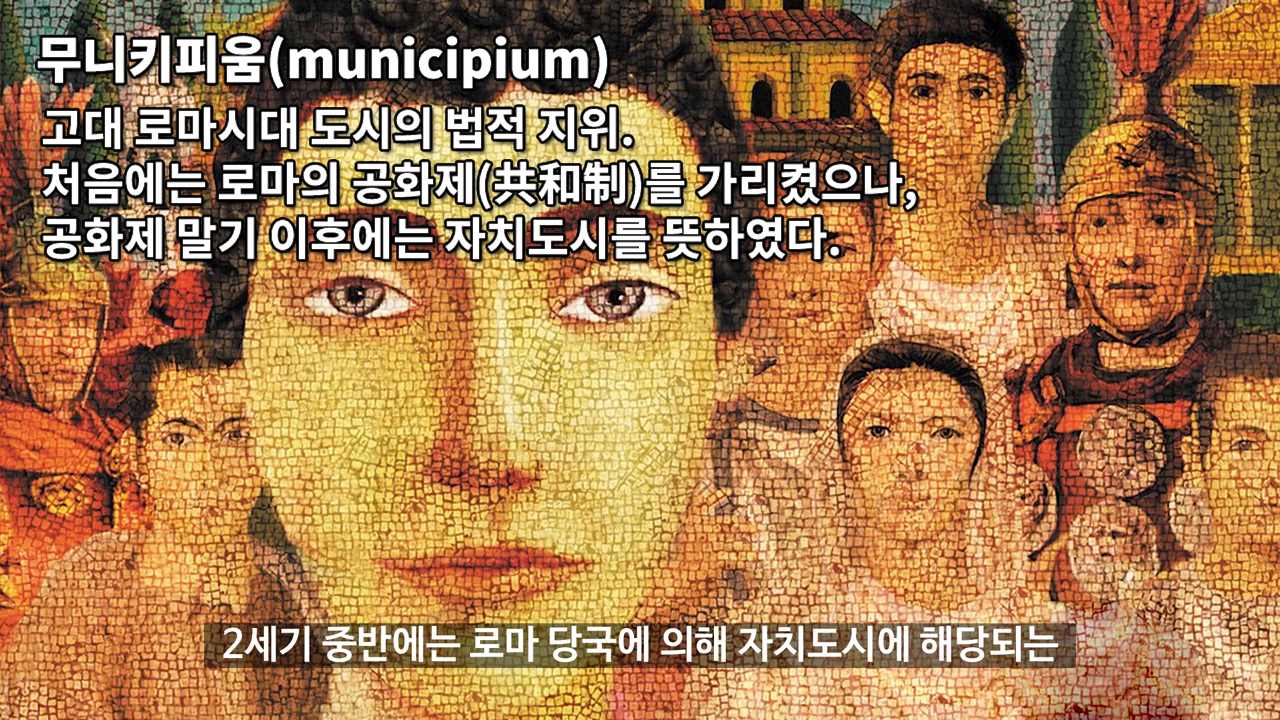 무니키피움(municipium)
고대 로마시대 도시의 법적 지위.
처음에는 로마의 공화제(共和制)를 가리켰으나,
공화제 말기 이후에는 자치도시를 뜻하였다.
2세기 중반에는 로마 당국에 의해 자치도시에 해당되는